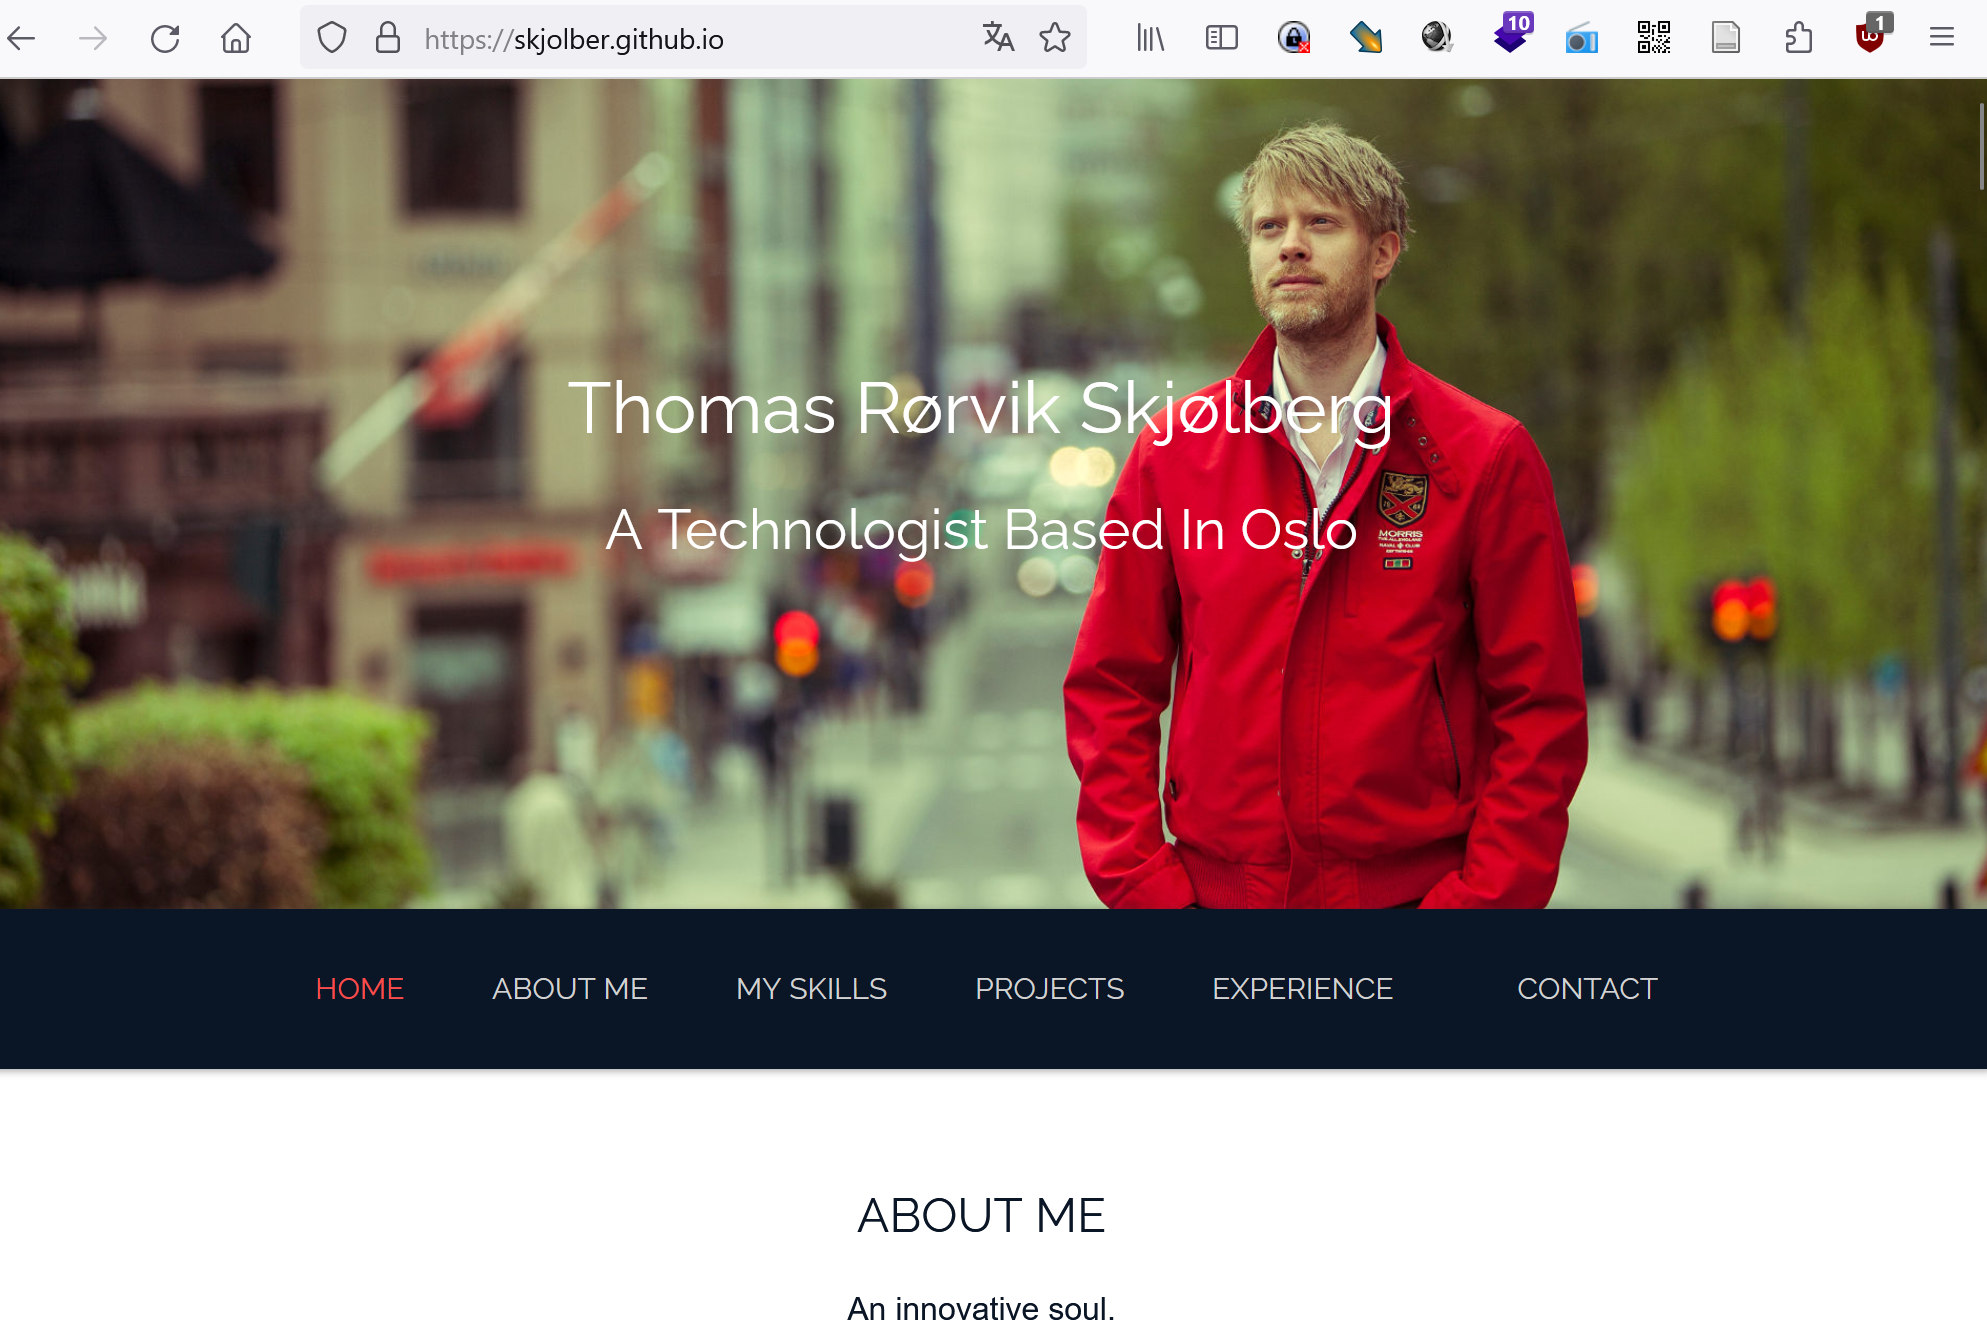 https://skjolber.github.io
10
1
Thomas Rørvik Skjølberg
A Technologist Based In Oslo
MORRIS
HOME ABOUT ME MY SKILLS PROJECTS EXPERIENCE CONTACT
ABOUT ME
An innovative soul.